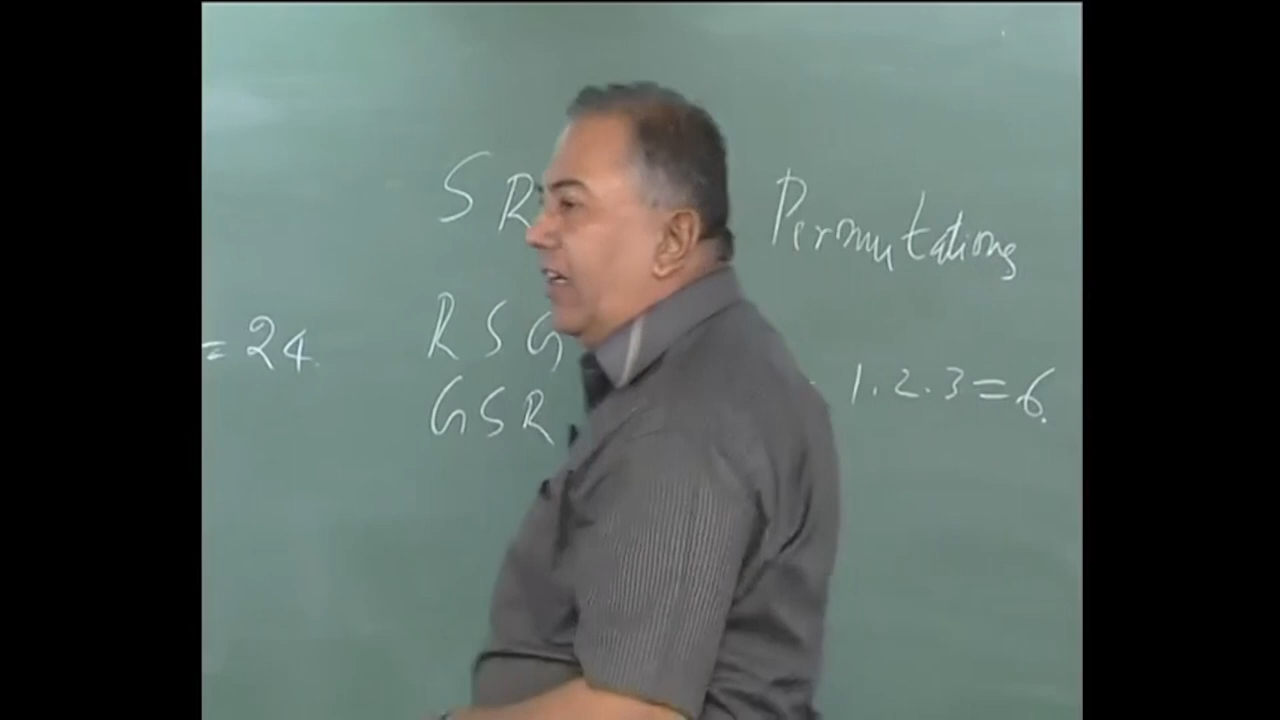 S R
Permutations
R S G
= 24.
1.2.3 = 6.
G S R